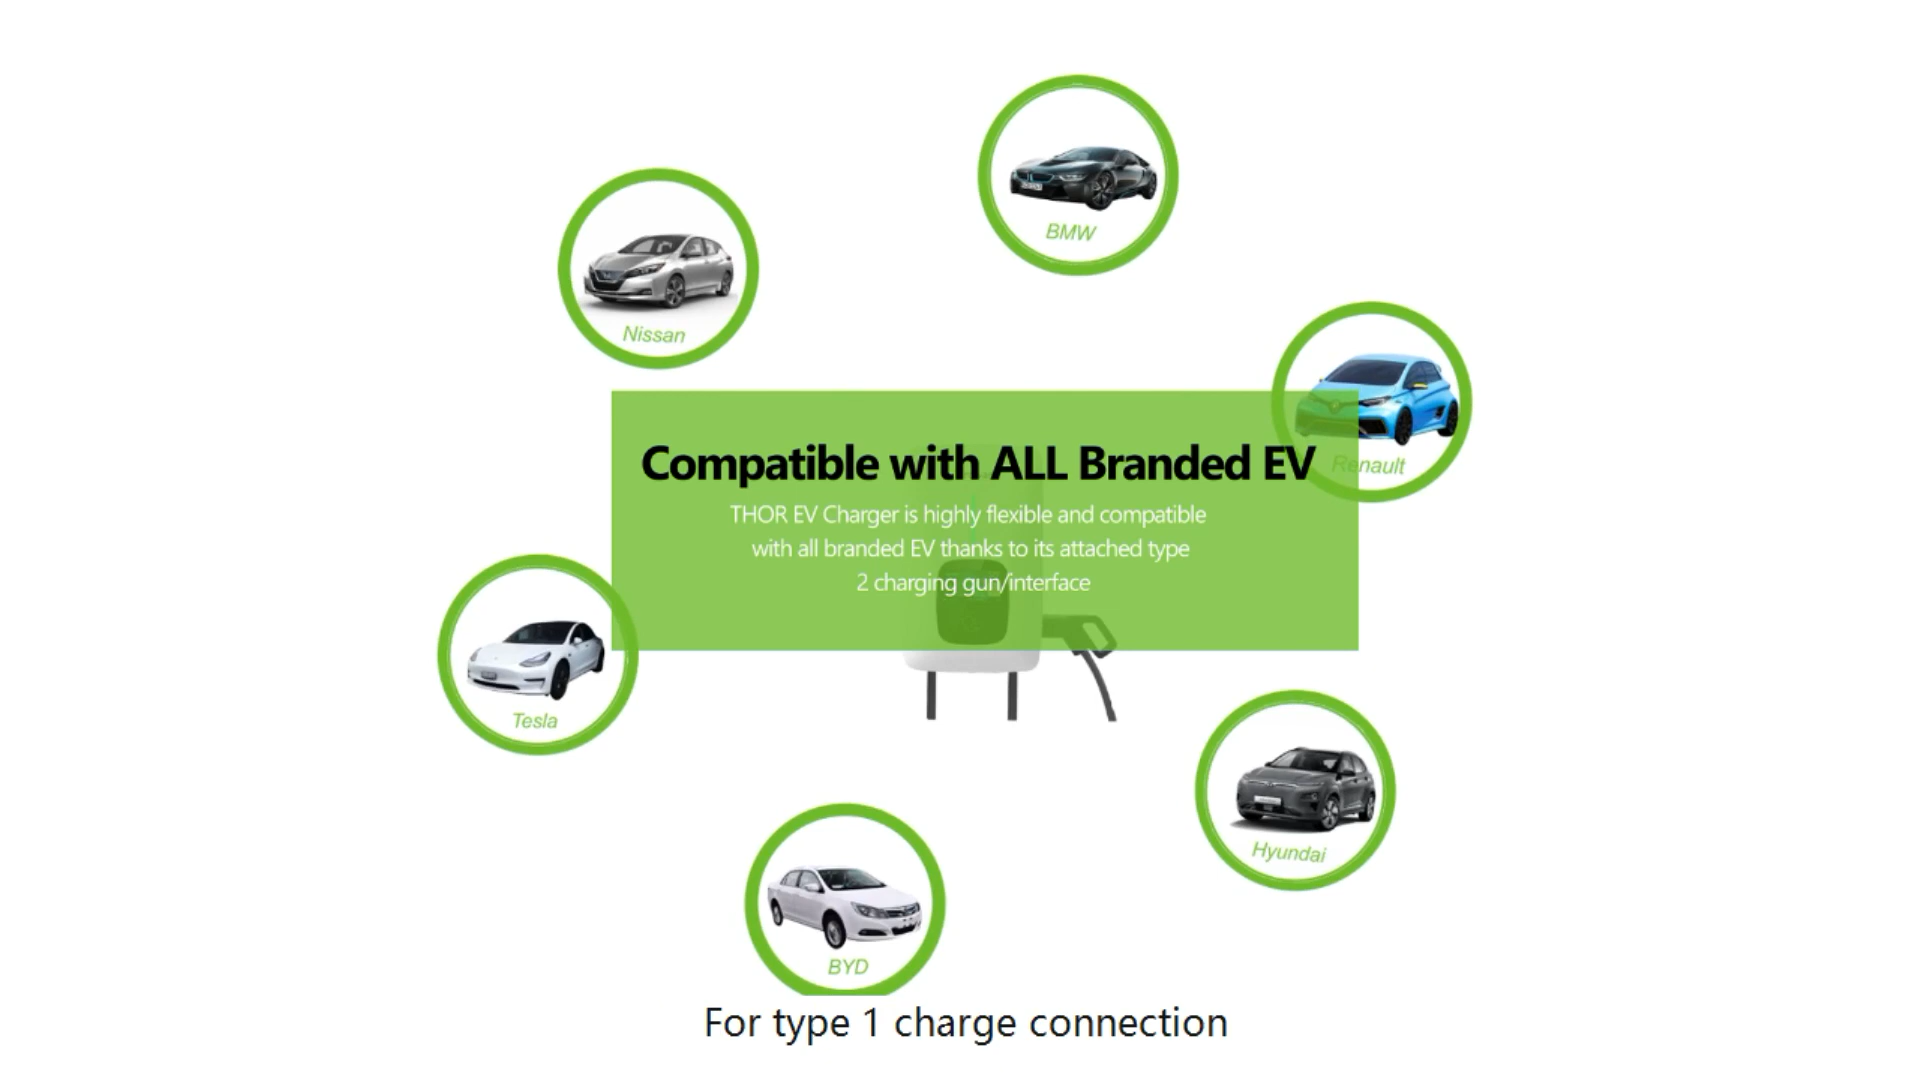 BMW
Nissan
Renault
Compatible with ALL Branded EV
THOR EV Charger is highly flexible and compatible
with all branded EV thanks to its attached type
2 charging gun/interface
Tesla
Hyundai
BYD
For type 1 charge connection